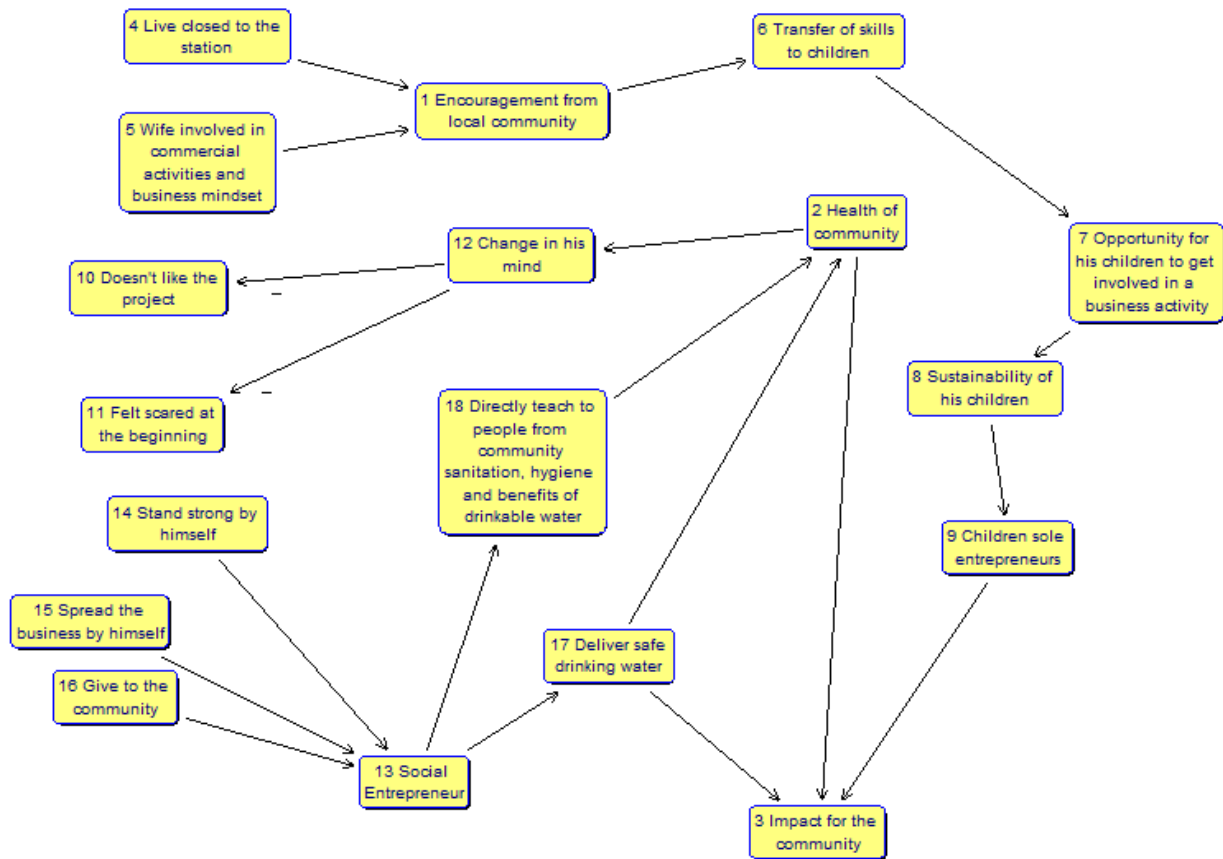 4 Live closed to the
station
6 Transfer of skills
to children
1 Encouragement from
local community
5 Wife involved in
commercial
activities and
business mindset
2 Health of
community
7 Opportunity for
his children to get
involved in a
business activity
12 Change in his
mind
10 Doesn't like the
project
–
8 Sustainability of
his children
11 Felt scared at
the beginning
–
18 Directly teach to
people from
community
sanitation, hygiene
and benefits of
drinkable water
14 Stand strong by
himself
9 Children sole
entrepreneurs
15 Spread the
business by himself
17 Deliver safe
drinking water
16 Give to the
community
13 Social
Entrepreneur
3 Impact for the
community